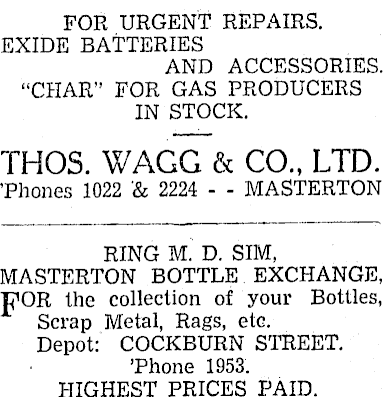 FOR URGENT REPAIRS.
EXIDE BATTERIES
AND ACCESSORIES.
"CHAR" FOR GAS PRODUCERS
IN STOCK.
THOS. WAGG & CO., LTD.
'Phones 1022 & 2224 - - MASTERTON
RING M. D. SIM,
MASTERTON BOTTLE EXCHANGE,
FOR the collection of your Bottles,
Scrap Metal, Rags, etc.
Depot: COCKBURN STREET.
'Phone 1953.
HIGHEST PRICES PAID.